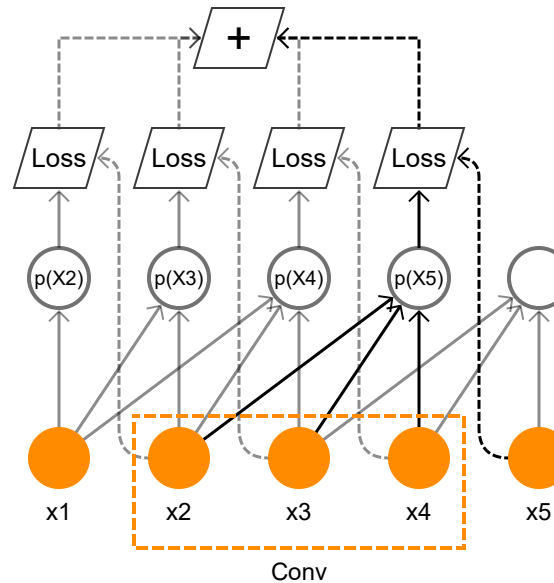 +
Loss Loss Loss Loss
p(X2) p(X3) p(X4) p(X5)
x1 x2 x3 x4 x5
Conv